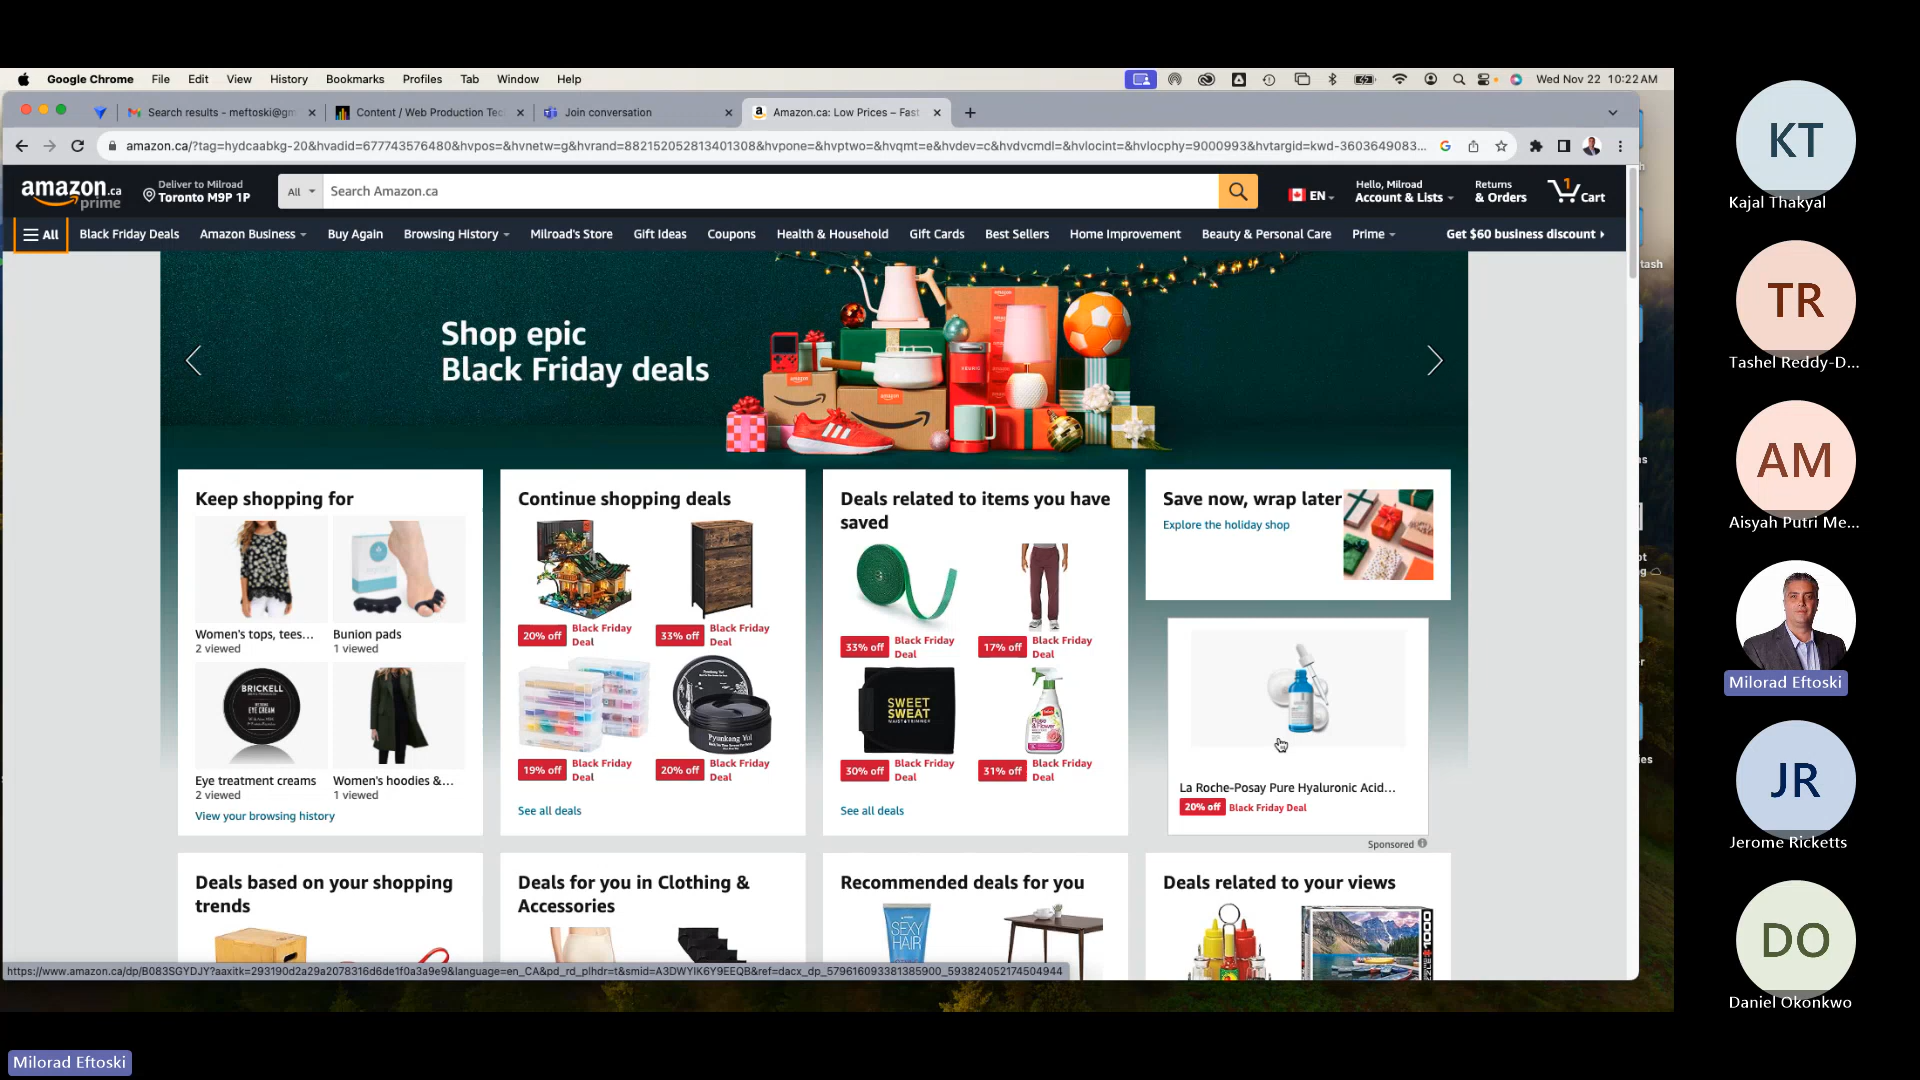 Google Chrome File Edit View History Bookmarks Profiles Tab Window Help
Wed Nov 22 10:22 AM
Search results - meftoski@gm
Content / Web Production Tec
Join conversation
Amazon.ca: Low Prices – Fast
amazon.ca/?tag=hydcaabkg-20&hvadid=677743576480&hvpos=&hvnetw=g&hvrand=882152052813401308&hvpone=&hvptwo=&hvqmt=e&hvdev=c&hvdvcmdl=&hvlocint=&hvlocphy=9000993&hvtargid=kwd-3603649083...
amazon.ca
prime
Deliver to Milroad
Toronto M9P 1P
All
Search Amazon.ca
EN
Hello, Milroad
Account & Lists
Returns
& Orders
1
Cart
All Black Friday Deals Amazon Business Buy Again Browsing History Milroad's Store Gift Ideas Coupons Health & Household Gift Cards Best Sellers Home Improvement Beauty & Personal Care Prime Get $60 business discount
Shop epic
Black Friday deals
Keep shopping for
Women's tops, tees...
2 viewed
Bunion pads
1 viewed
BRICKELL
EYE CREAM
Eye treatment creams
2 viewed
Women's hoodies &...
1 viewed
View your browsing history
Continue shopping deals
20% off Black Friday Deal
33% off Black Friday Deal
Pyunkang Yul
19% off Black Friday Deal
20% off Black Friday Deal
See all deals
Deals related to items you have
saved
33% off Black Friday Deal
17% off Black Friday Deal
SWEET
SWEAT
30% off Black Friday Deal
31% off Black Friday Deal
See all deals
Save now, wrap later
Explore the holiday shop
La Roche-Posay Pure Hyaluronic Acid...
20% off Black Friday Deal
Sponsored
Deals based on your shopping
trends
Deals for you in Clothing &
Accessories
Recommended deals for you
SEXY
HAIR
Deals related to your views
1000
https://www.amazon.ca/dp/B083SGYDJY?aaxitk=293190d2a29a2078316d6de1f0a3a9e9&language=en_CA&pd_rd_plhdr=t&smid=A3DWYIK6Y9EEQB&ref=dacx_dp_579616093381385900_593824052174504944
KT
Kajal Thakyal
TR
Tashel Reddy-D...
AM
Aisyah Putri Me...
Milorad Eftoski
JR
Jerome Ricketts
DO
Daniel Okonkwo
Milorad Eftoski